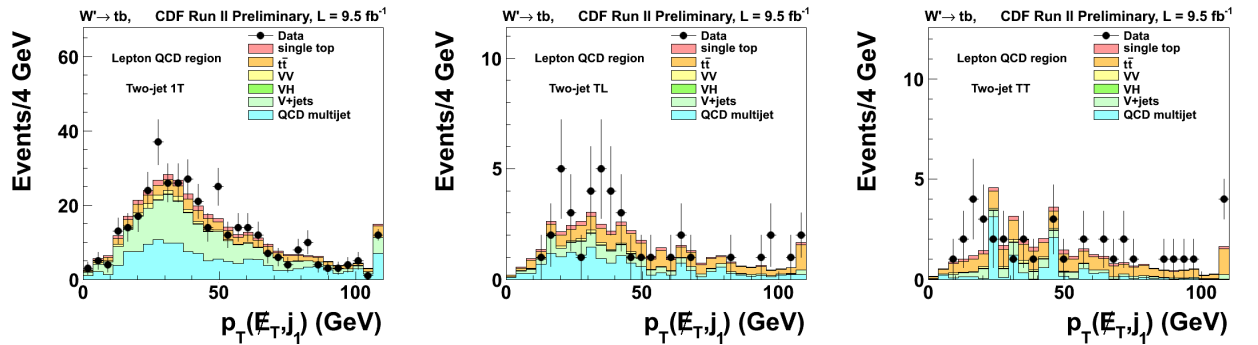 W'→ tb, CDF Run II Preliminary, L = 9.5 fb⁻¹
Events/4 GeV
60
40
20
0
Lepton QCD region
Two-jet 1T
Data
single top
tt̄
VV
VH
V+jets
QCD multijet
0 50 100
p_T(E̸_T,j_1) (GeV)
W'→ tb, CDF Run II Preliminary, L = 9.5 fb⁻¹
Events/4 GeV
10
5
0
Lepton QCD region
Two-jet TL
Data
single top
tt̄
VV
VH
V+jets
QCD multijet
0 50 100
p_T(E̸_T,j_1) (GeV)
W'→ tb, CDF Run II Preliminary, L = 9.5 fb⁻¹
Events/4 GeV
10
5
0
Lepton QCD region
Two-jet TT
Data
single top
tt̄
VV
VH
V+jets
QCD multijet
0 50 100
p_T(E̸_T,j_1) (GeV)